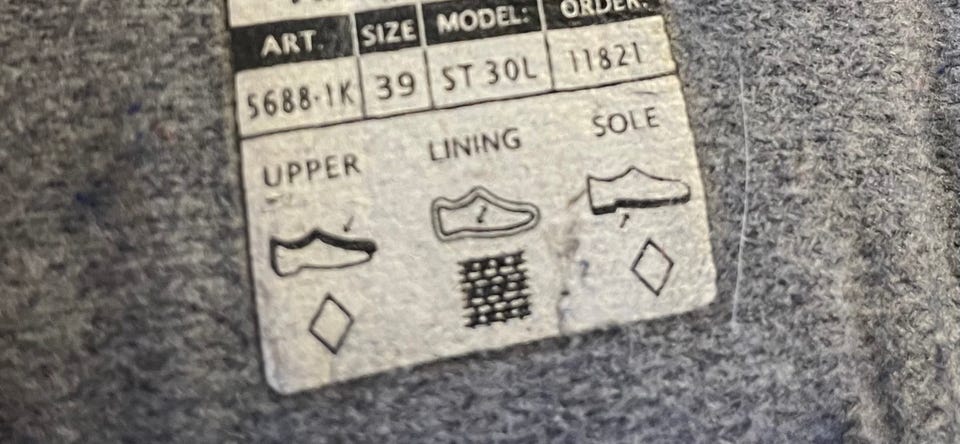 ART. SIZE MODEL: ORDER:
5688-1K 39 ST 30L 11821
UPPER LINING SOLE